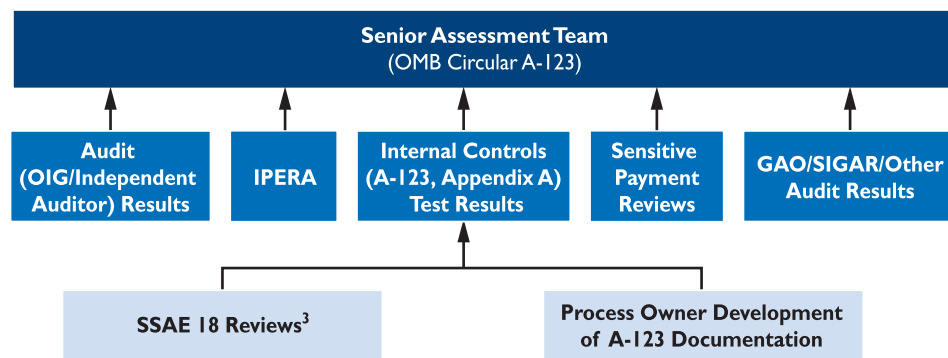 Senior Assessment Team
(OMB Circular A-123)
Audit
(OIG/Independent
Auditor) Results
IPERA
Internal Controls
(A-123, Appendix A)
Test Results
Sensitive
Payment
Reviews
GAO/SIGAR/Other
Audit Results
SSAE 18 Reviews³
Process Owner Development
of A-123 Documentation